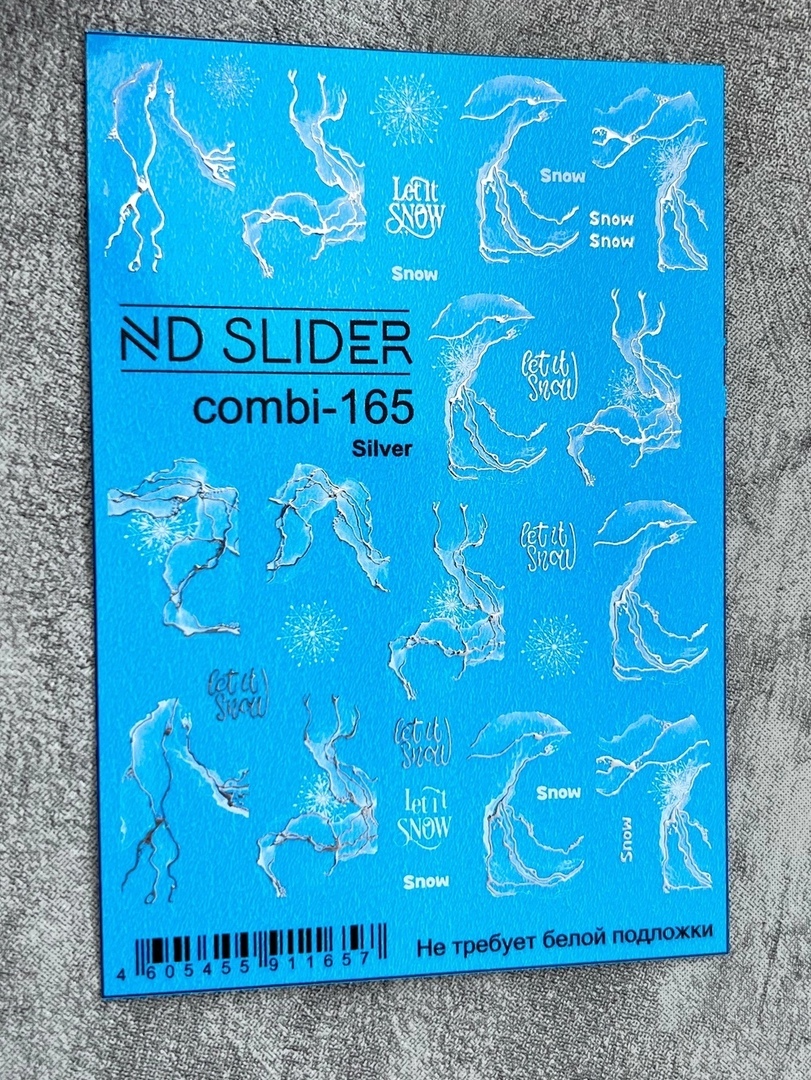 Let It
SNOW
Snow
Snow
Snow
Snow
ND SLIDER
combi-165
Silver
let it
Snow
let it
Snow
let it
Snow
let it
Snow
Let it
SNOW
Snow
Snow
Snow
4 605455 911657
Не требует белой подложки